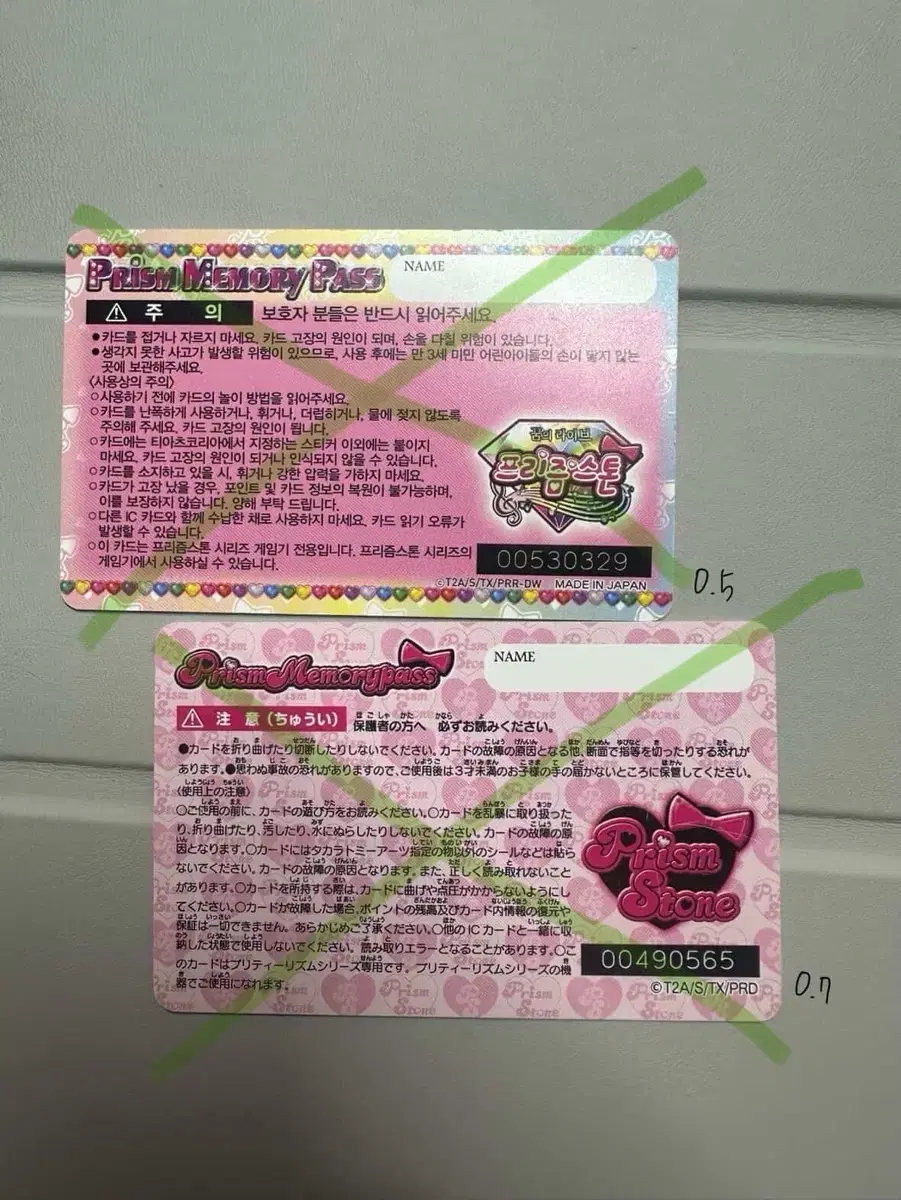 PRISM MEMORY PASS
NAME
주 의 보호자 분들은 반드시 읽어주세요.
●카드를 접거나 자르지 마세요. 카드 고장의 원인이 되며, 손을 다칠 위험이 있습니다.
●생각지 못한 사고가 발생할 위험이 있으므로, 사용 후에는 만 3세 미만 어린아이들의 손이 닿지 않는
곳에 보관해주세요.
〈사용상의 주의〉
○사용하기 전에 카드의 놀이 방법을 읽어주세요.
○카드를 난폭하게 사용하거나, 휘거나, 더럽히거나, 물에 젖지 않도록
주의해 주세요. 카드 고장의 원인이 됩니다.
○카드에는 티아츠코리아에서 지정하는 스티커 이외에는 붙이지
마세요. 카드 고장의 원인이 되거나 인식되지 않을 수 있습니다.
○카드를 소지하고 있을 시, 휘거나 강한 압력을 가하지 마세요.
○카드가 고장 났을 경우, 포인트 및 카드 정보의 복원이 불가능하며,
이를 보장하지 않습니다. 양해 부탁 드립니다.
○다른 IC 카드와 함께 수납한 채로 사용하지 마세요. 카드 읽기 오류가
발생할 수 있습니다.
○이 카드는 프리즘스톤 시리즈 게임기 전용입니다. 프리즘스톤 시리즈의
게임기에서 사용하실 수 있습니다.
꿈의 라이브
프리즘스톤
00530329
©T2A/S/TX/PRR-DW MADE IN JAPAN
0.5
PrismMemorypass
NAME
注意(ちゅうい) 保護者の方へ 必ずお読みください。
●カードを折り曲げたり切断したりしないでください。カードの故障の原因となる他、断面で指等を切ったりする恐れが
あります。●思わぬ事故の恐れがありますので、ご使用後は3才未満のお子様の手の届かないところに保管してください。
〈使用上の注意〉
○ご使用の前に、カードの遊び方をお読みください。○カードを乱暴に取り扱った
り、折り曲げたり、汚したり、水にぬらしたりしないでください。カードの故障の原
因となります。○カードにはタカラトミーアーツ指定の物以外のシールなどは貼ら
ないでください。カードの故障の原因となります。また、正しく読み取れないこと
があります。○カードを所持する際は、カードに曲げや点圧がかからないようにし
てください。○カードが故障した場合、ポイントの残高及びカード内情報の復元や
保証は一切できません。あらかじめご了承ください。○他のICカードと一緒に収
納した状態で使用しないでください。読み取りエラーとなることがあります。○こ
のカードはプリティーリズムシリーズ専用です。プリティーリズムシリーズの機
器でご使用になれます。
Prism
Stone
00490565
©T2A/S/TX/PRD
0.7